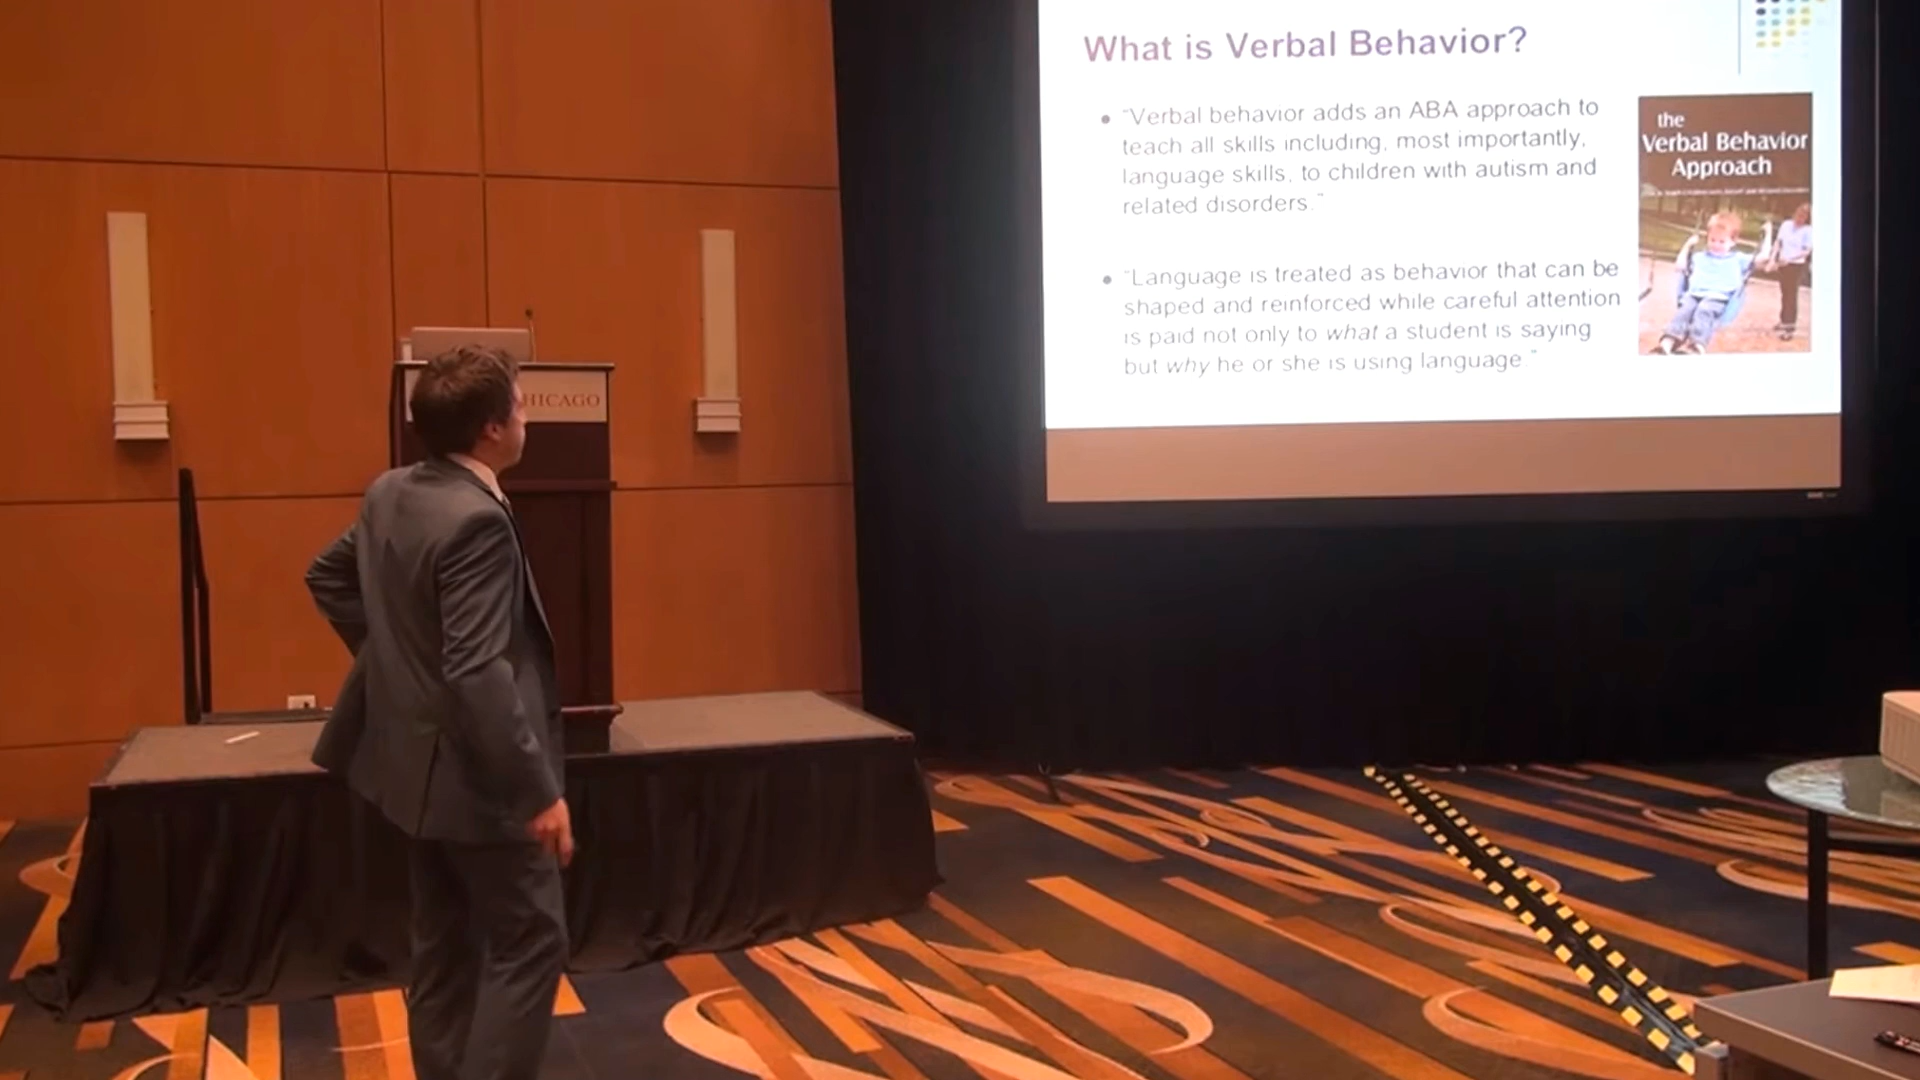 What is Verbal Behavior?
• "Verbal behavior adds an ABA approach to
teach all skills including, most importantly,
language skills, to children with autism and
related disorders."
• "Language is treated as behavior that can be
shaped and reinforced while careful attention
is paid not only to what a student is saying
but why he or she is using language."
the
Verbal Behavior
Approach
HICAGO